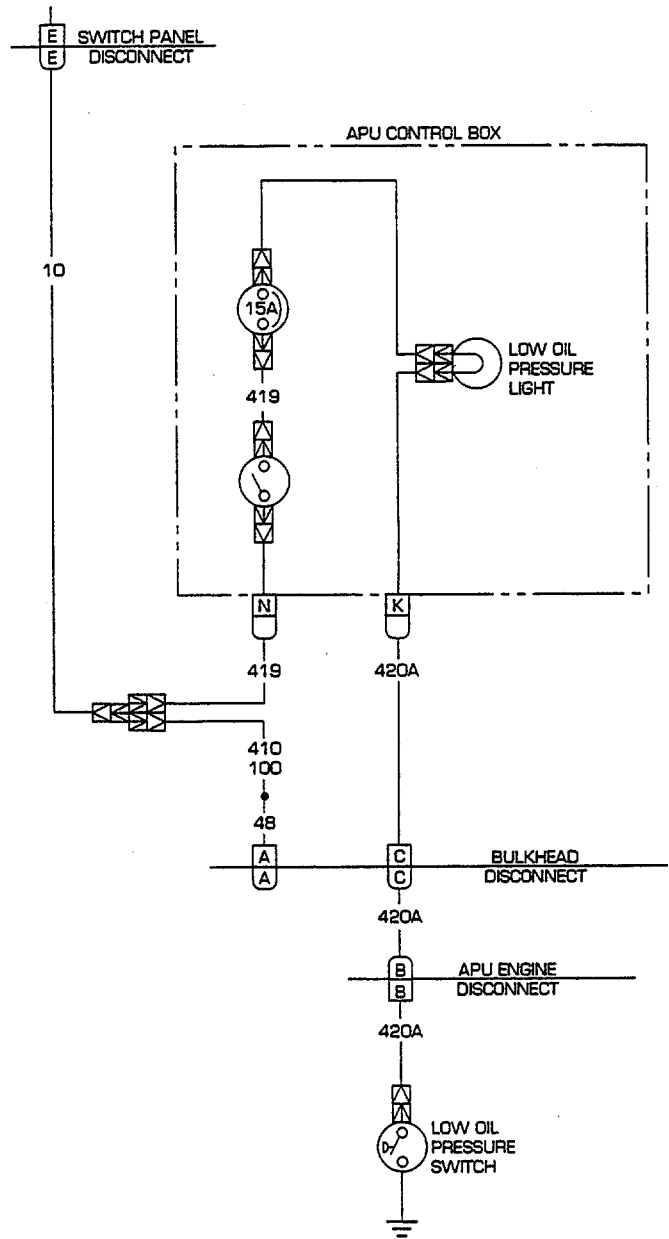 E SWITCH PANEL
E DISCONNECT
APU CONTROL BOX
10
15A
LOW OIL
PRESSURE
LIGHT
419
N
K
419
420A
410
100
48
A
C
BULKHEAD
A
C
DISCONNECT
420A
B
APU ENGINE
B
DISCONNECT
420A
LOW OIL
PRESSURE
SWITCH